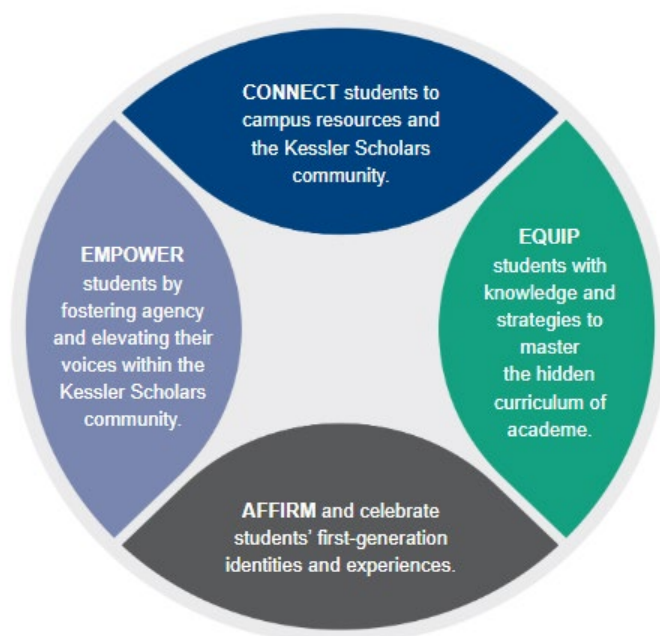 CONNECT students to
campus resources and
the Kessler Scholars
community.
EQUIP
students with
knowledge and
strategies to
master
the hidden
curriculum of
academe.
AFFIRM and celebrate
students’ first-generation
identities and experiences.
EMPOWER
students by
fostering agency
and elevating their
voices within the
Kessler Scholars
community.